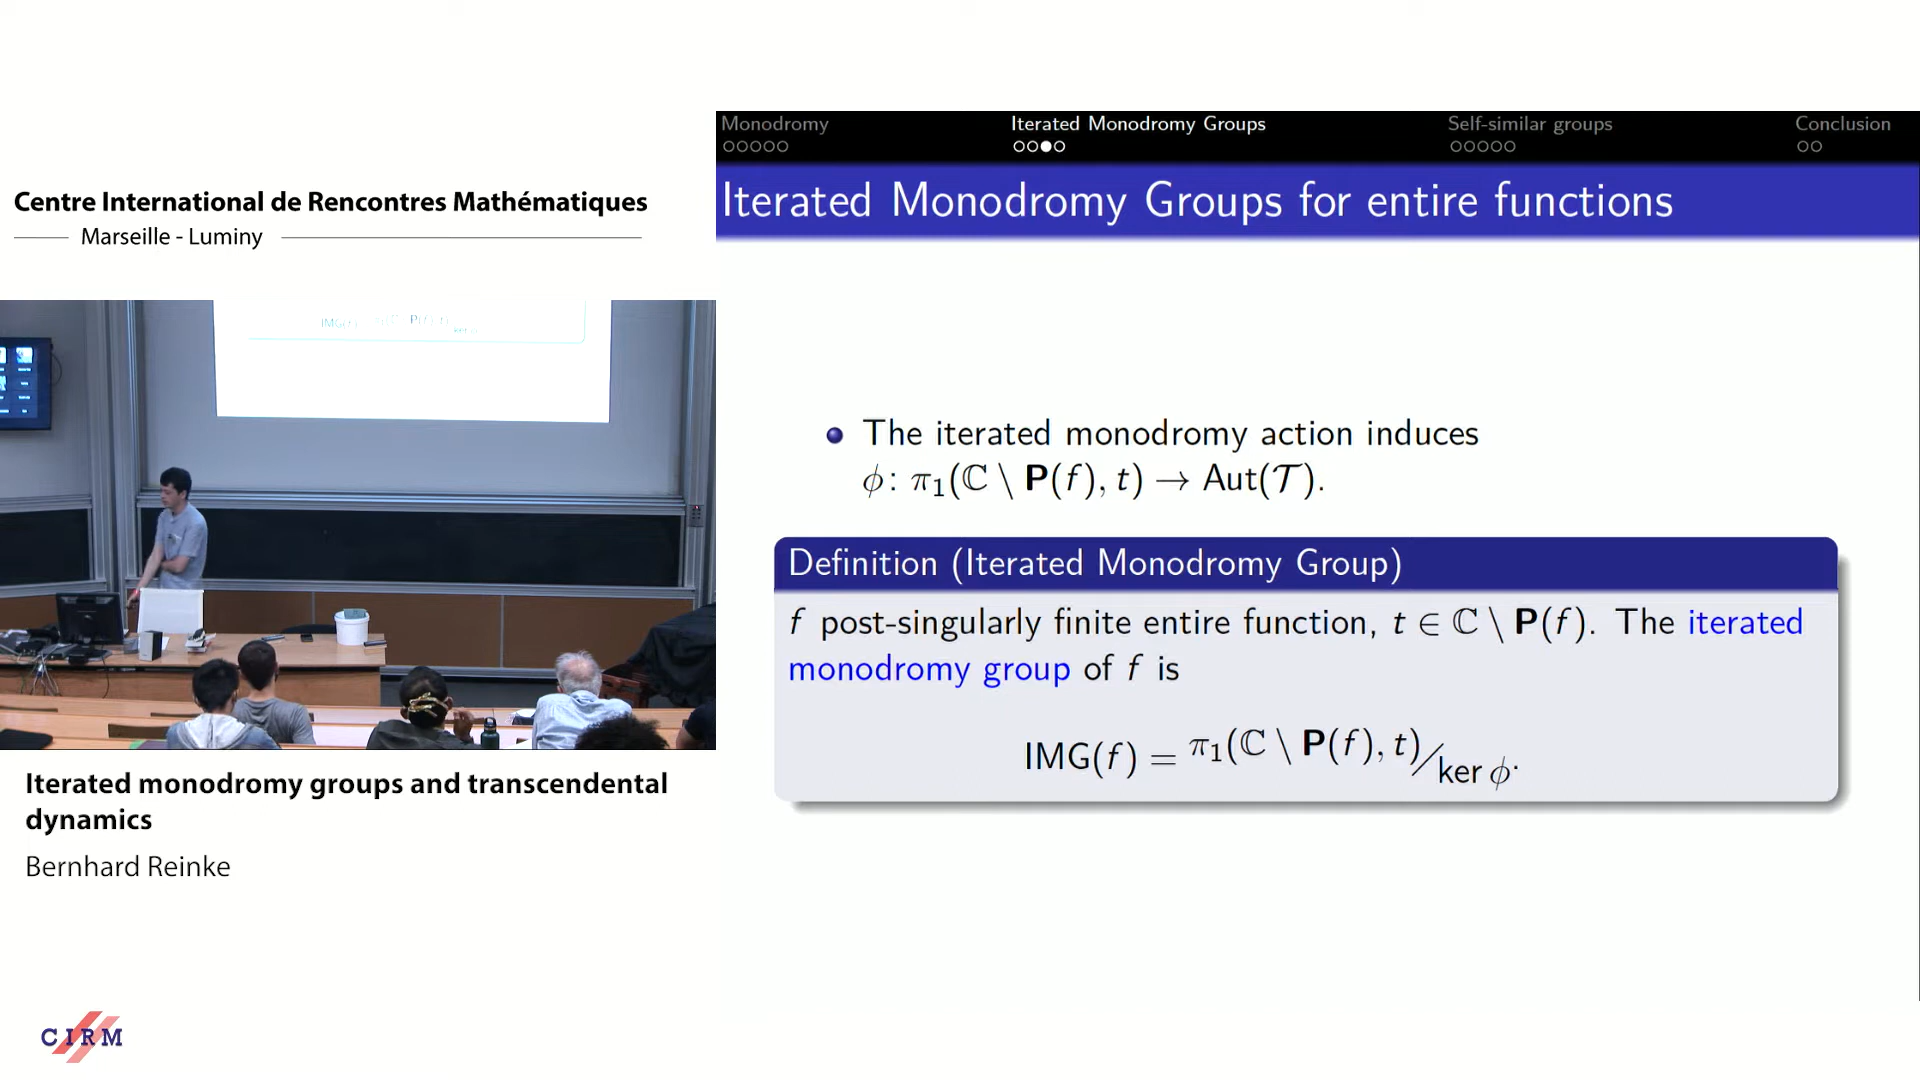 Centre International de Rencontres Mathématiques
Marseille - Luminy
Iterated monodromy groups and transcendental
dynamics
Bernhard Reinke
CIRM
Monodromy
Iterated Monodromy Groups
Self-similar groups
Conclusion
Iterated Monodromy Groups for entire functions
The iterated monodromy action induces
ϕ: π₁(ℂ \ P(f), t) → Aut(𝒯).
Definition (Iterated Monodromy Group)
f post-singularly finite entire function, t ∈ ℂ \ P(f). The iterated
monodromy group of f is
IMG(f) = π₁(ℂ \ P(f), t)/ker ϕ.